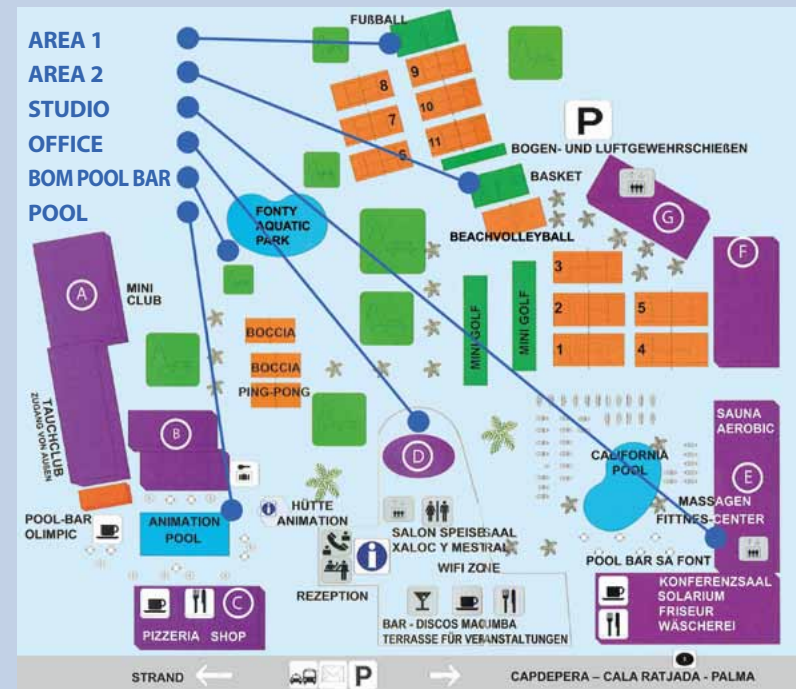 AREA 1
AREA 2
STUDIO
OFFICE
BOM POOL BAR
POOL
FUßBALL
8
9
7
10
6
11
P
BOGEN- UND LUFTGEWEHRSCHIEßEN
BASKET
BEACHVOLLEYBALL
G
F
FONTY
AQUATIC
PARK
A
MINI
CLUB
TAUCHCLUB
ZUGANG VON AUßEN
BOCCIA
BOCCIA
PING-PONG
MINI GOLF
MINI GOLF
3
2
5
1
4
B
D
SAUNA
AEROBIC
E
CALIFORNIA
POOL
MASSAGEN
FITTNES-CENTER
POOL-BAR
OLIMPIC
ANIMATION
POOL
HÜTTE
ANIMATION
SALON SPEISESAAL
XALOC Y MESTRAL
WIFI ZONE
REZEPTION
POOL BAR SA FONT
C
PIZZERIA SHOP
BAR - DISCOS MACUMBA
TERRASSE FÜR VERANSTALTUNGEN
KONFERENZSAAL
SOLARIUM
FRISEUR
WÄSCHEREI
STRAND
P
CAPDEPERA – CALA RATJADA - PALMA